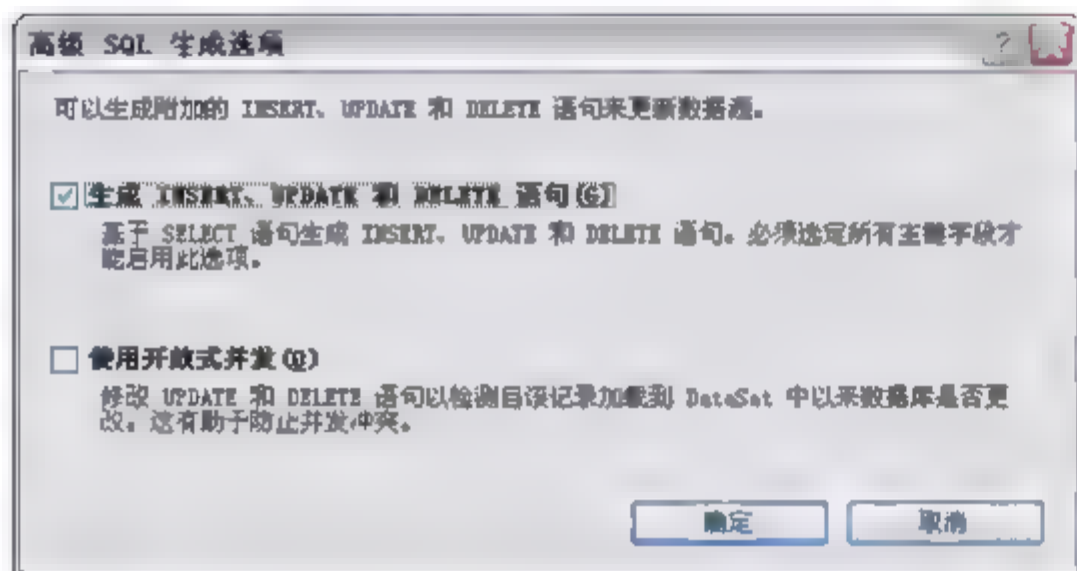 高级 SQL 生成选项
可以生成附加的 INSERT、UPDATE 和 DELETE 语句来更新数据源。
生成 INSERT、UPDATE 和 DELETE 语句(G)
基于 SELECT 语句生成 INSERT、UPDATE 和 DELETE 语句。必须选定所有主键字段才
能启用此选项。
使用开放式并发(O)
修改 UPDATE 和 DELETE 语句以检测自该记录加载到 DataSet 中以来数据库是否更
改。这有助于防止并发冲突。
确定
取消